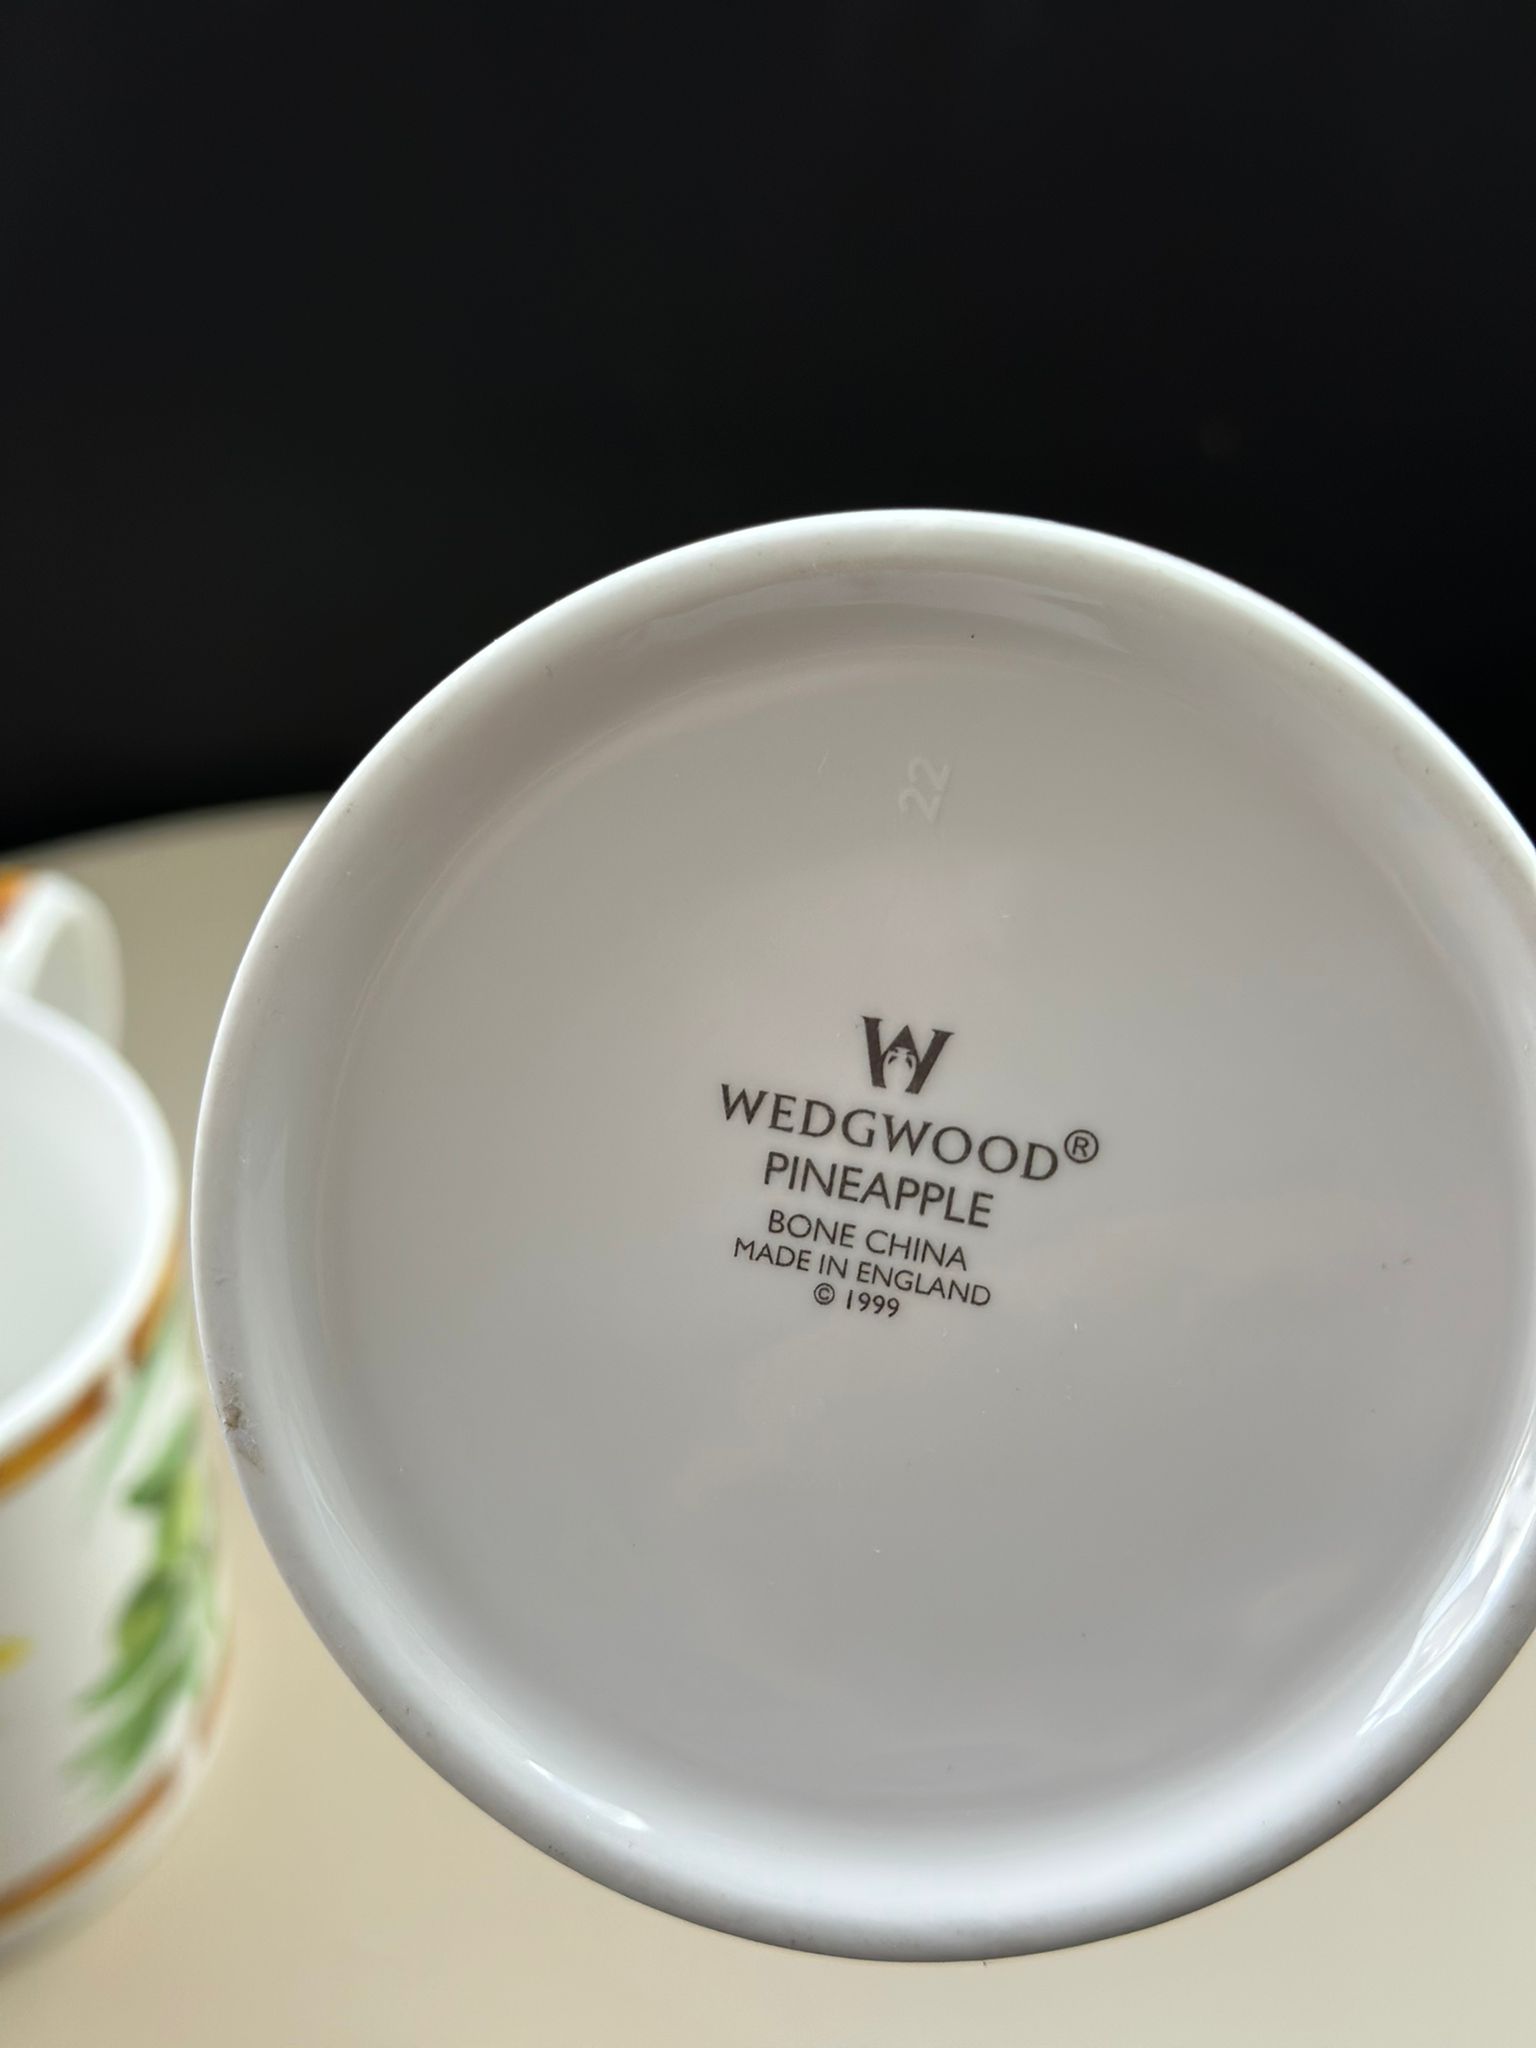 22
W
WEDGWOOD®
PINEAPPLE
BONE CHINA
MADE IN ENGLAND
© 1999